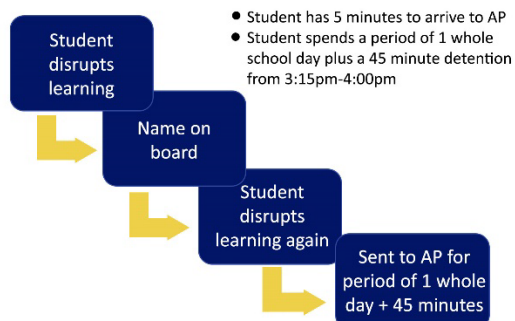 Student
disrupts
learning
● Student has 5 minutes to arrive to AP
● Student spends a period of 1 whole
school day plus a 45 minute detention
from 3:15pm-4:00pm
Name on
board
Student
disrupts
learning again
Sent to AP for
period of 1 whole
day + 45 minutes